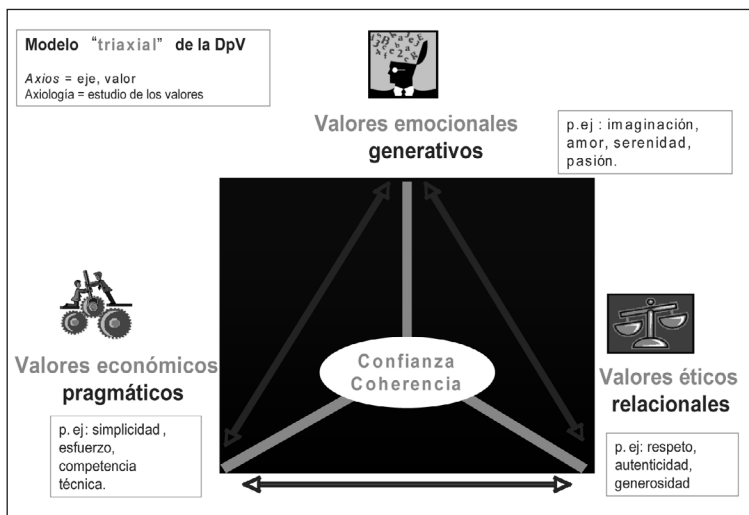 Modelo “triaxial” de la DpV
Axios = eje, valor
Axiología = estudio de los valores
Valores emocionales
generativos
p.ej : imaginación,
amor, serenidad,
pasión.
Valores económicos
pragmáticos
p. ej: simplicidad ,
esfuerzo,
competencia
técnica.
Confianza
Coherencia
Valores éticos
relacionales
p. ej: respeto,
autenticidad,
generosidad